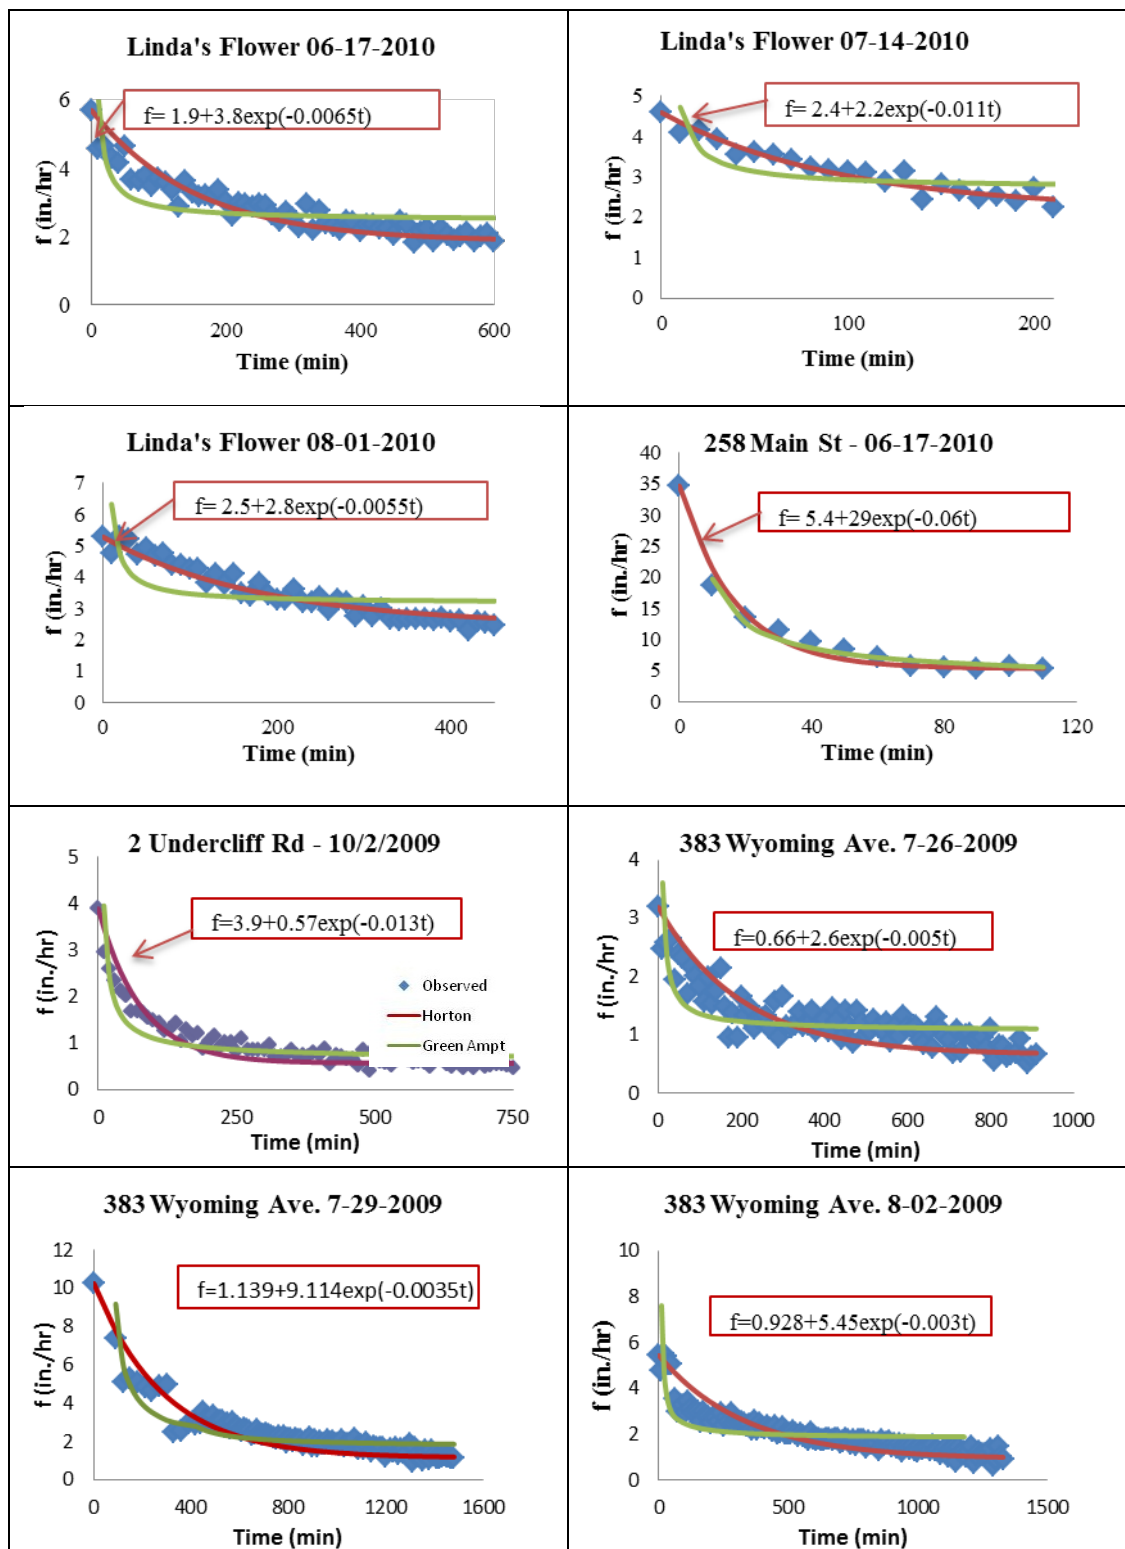 Linda's Flower 06-17-2010
f= 1.9+3.8exp(-0.0065t)
f (in./hr)
6
4
2
0
0 200 400 600
Time (min)
Linda's Flower 07-14-2010
f= 2.4+2.2exp(-0.011t)
f (in./hr)
5
4
3
2
1
0
0 100 200
Time (min)
Linda's Flower 08-01-2010
f= 2.5+2.8exp(-0.0055t)
f (in./hr)
7
6
5
4
3
2
1
0
0 200 400
Time (min)
258 Main St - 06-17-2010
f= 5.4+29exp(-0.06t)
f (in./hr)
40
35
30
25
20
15
10
5
0
0 40 80 120
Time (min)
2 Undercliff Rd - 10/2/2009
f=3.9+0.57exp(-0.013t)
f (in./hr)
5
4
3
2
1
0
Observed
Horton
Green Ampt
0 250 500 750
Time (min)
383 Wyoming Ave. 7-26-2009
f=0.66+2.6exp(-0.005t)
f (in./hr)
4
3
2
1
0
0 200 400 600 800 1000
Time (min)
383 Wyoming Ave. 7-29-2009
f=1.139+9.114exp(-0.0035t)
f (in./hr)
12
10
8
6
4
2
0
0 400 800 1200 1600
Time (min)
383 Wyoming Ave. 8-02-2009
f=0.928+5.45exp(-0.003t)
f (in./hr)
10
8
6
4
2
0
0 500 1000 1500
Time (min)